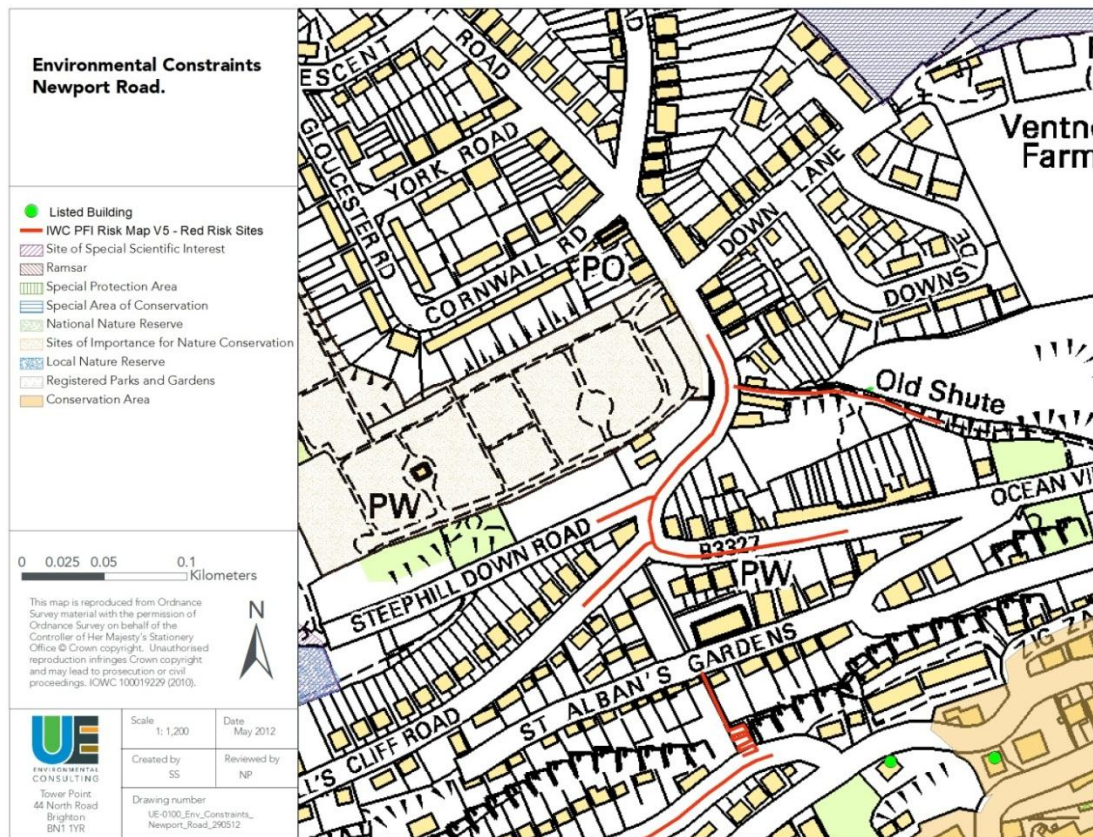 Environmental Constraints
Newport Road.
Listed Building
IWC PFI Risk Map V5 - Red Risk Sites
Site of Special Scientific Interest
Ramsar
Special Protection Area
Special Area of Conservation
National Nature Reserve
Sites of Importance for Nature Conservation
Local Nature Reserve
Registered Parks and Gardens
Conservation Area
0 0.025 0.05 0.1
Kilometers
This map is reproduced from Ordnance
Survey material with the permission of
Ordnance Survey on behalf of the
Controller of Her Majesty's Stationery
Office © Crown copyright. Unauthorised
reproduction infringes Crown copyright
and may lead to prosecution or civil
proceedings. IOWC 100019229 (2010).
N
UE
ENVIRONMENTAL
CONSULTING
Tower Point
44 North Road
Brighton
BN1 1YR
Scale
1: 1,200
Date
May 2012
Created by
SS
Reviewed by
NP
Drawing number
UE-0100_Env_Constraints_
Newport_Road_290512
ESCENT
ROAD
D
GLOUCESTER RD
YORK ROAD
CORNWALL RD
PO
DOWN LANE
DOWNSIDE
Ventno
Farm
Old Shute
PW
STEEPHILL DOWN ROAD
B3327
OCEAN VI
PW
ST ALBAN'S GARDENS
L'S CLIFF ROAD
ZIG ZA